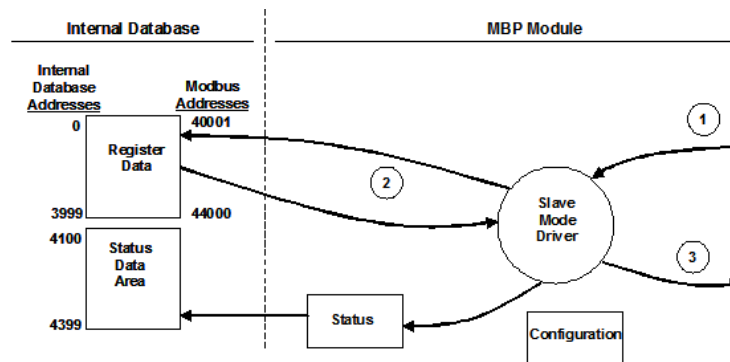 Internal Database
MBP Module
Internal
Database
Addresses
Modbus
Addresses
0
40001
1
Register
Data
2
Slave
Mode
Driver
3999
44000
4100
Status
Data
Area
3
4399
Status
Configuration